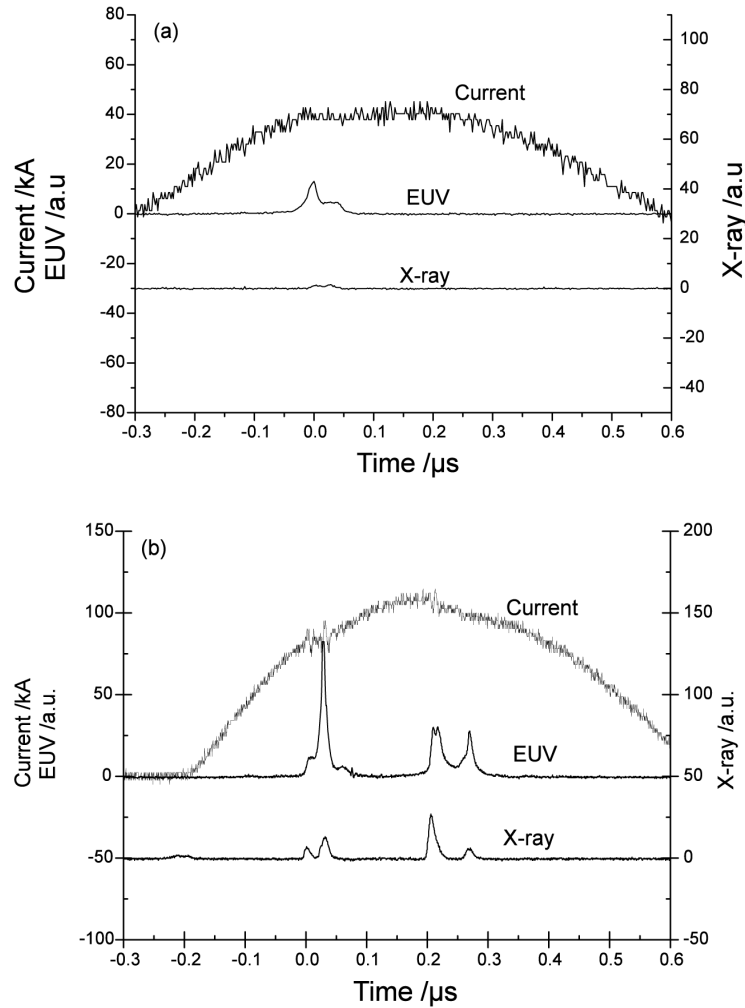 (a)
Current
EUV
X-ray
Current /kA
EUV /a.u
X-ray /a.u
80
60
40
20
0
-20
-40
-60
-80
100
80
60
40
20
0
-20
-40
-0.3 -0.2 -0.1 0.0 0.1 0.2 0.3 0.4 0.5 0.6
Time /µs
(b)
Current
EUV
X-ray
Current /kA
EUV /a.u.
X-ray /a.u.
150
100
50
0
-50
-100
200
150
100
50
0
-50
-0.3 -0.2 -0.1 0.0 0.1 0.2 0.3 0.4 0.5 0.6
Time /µs